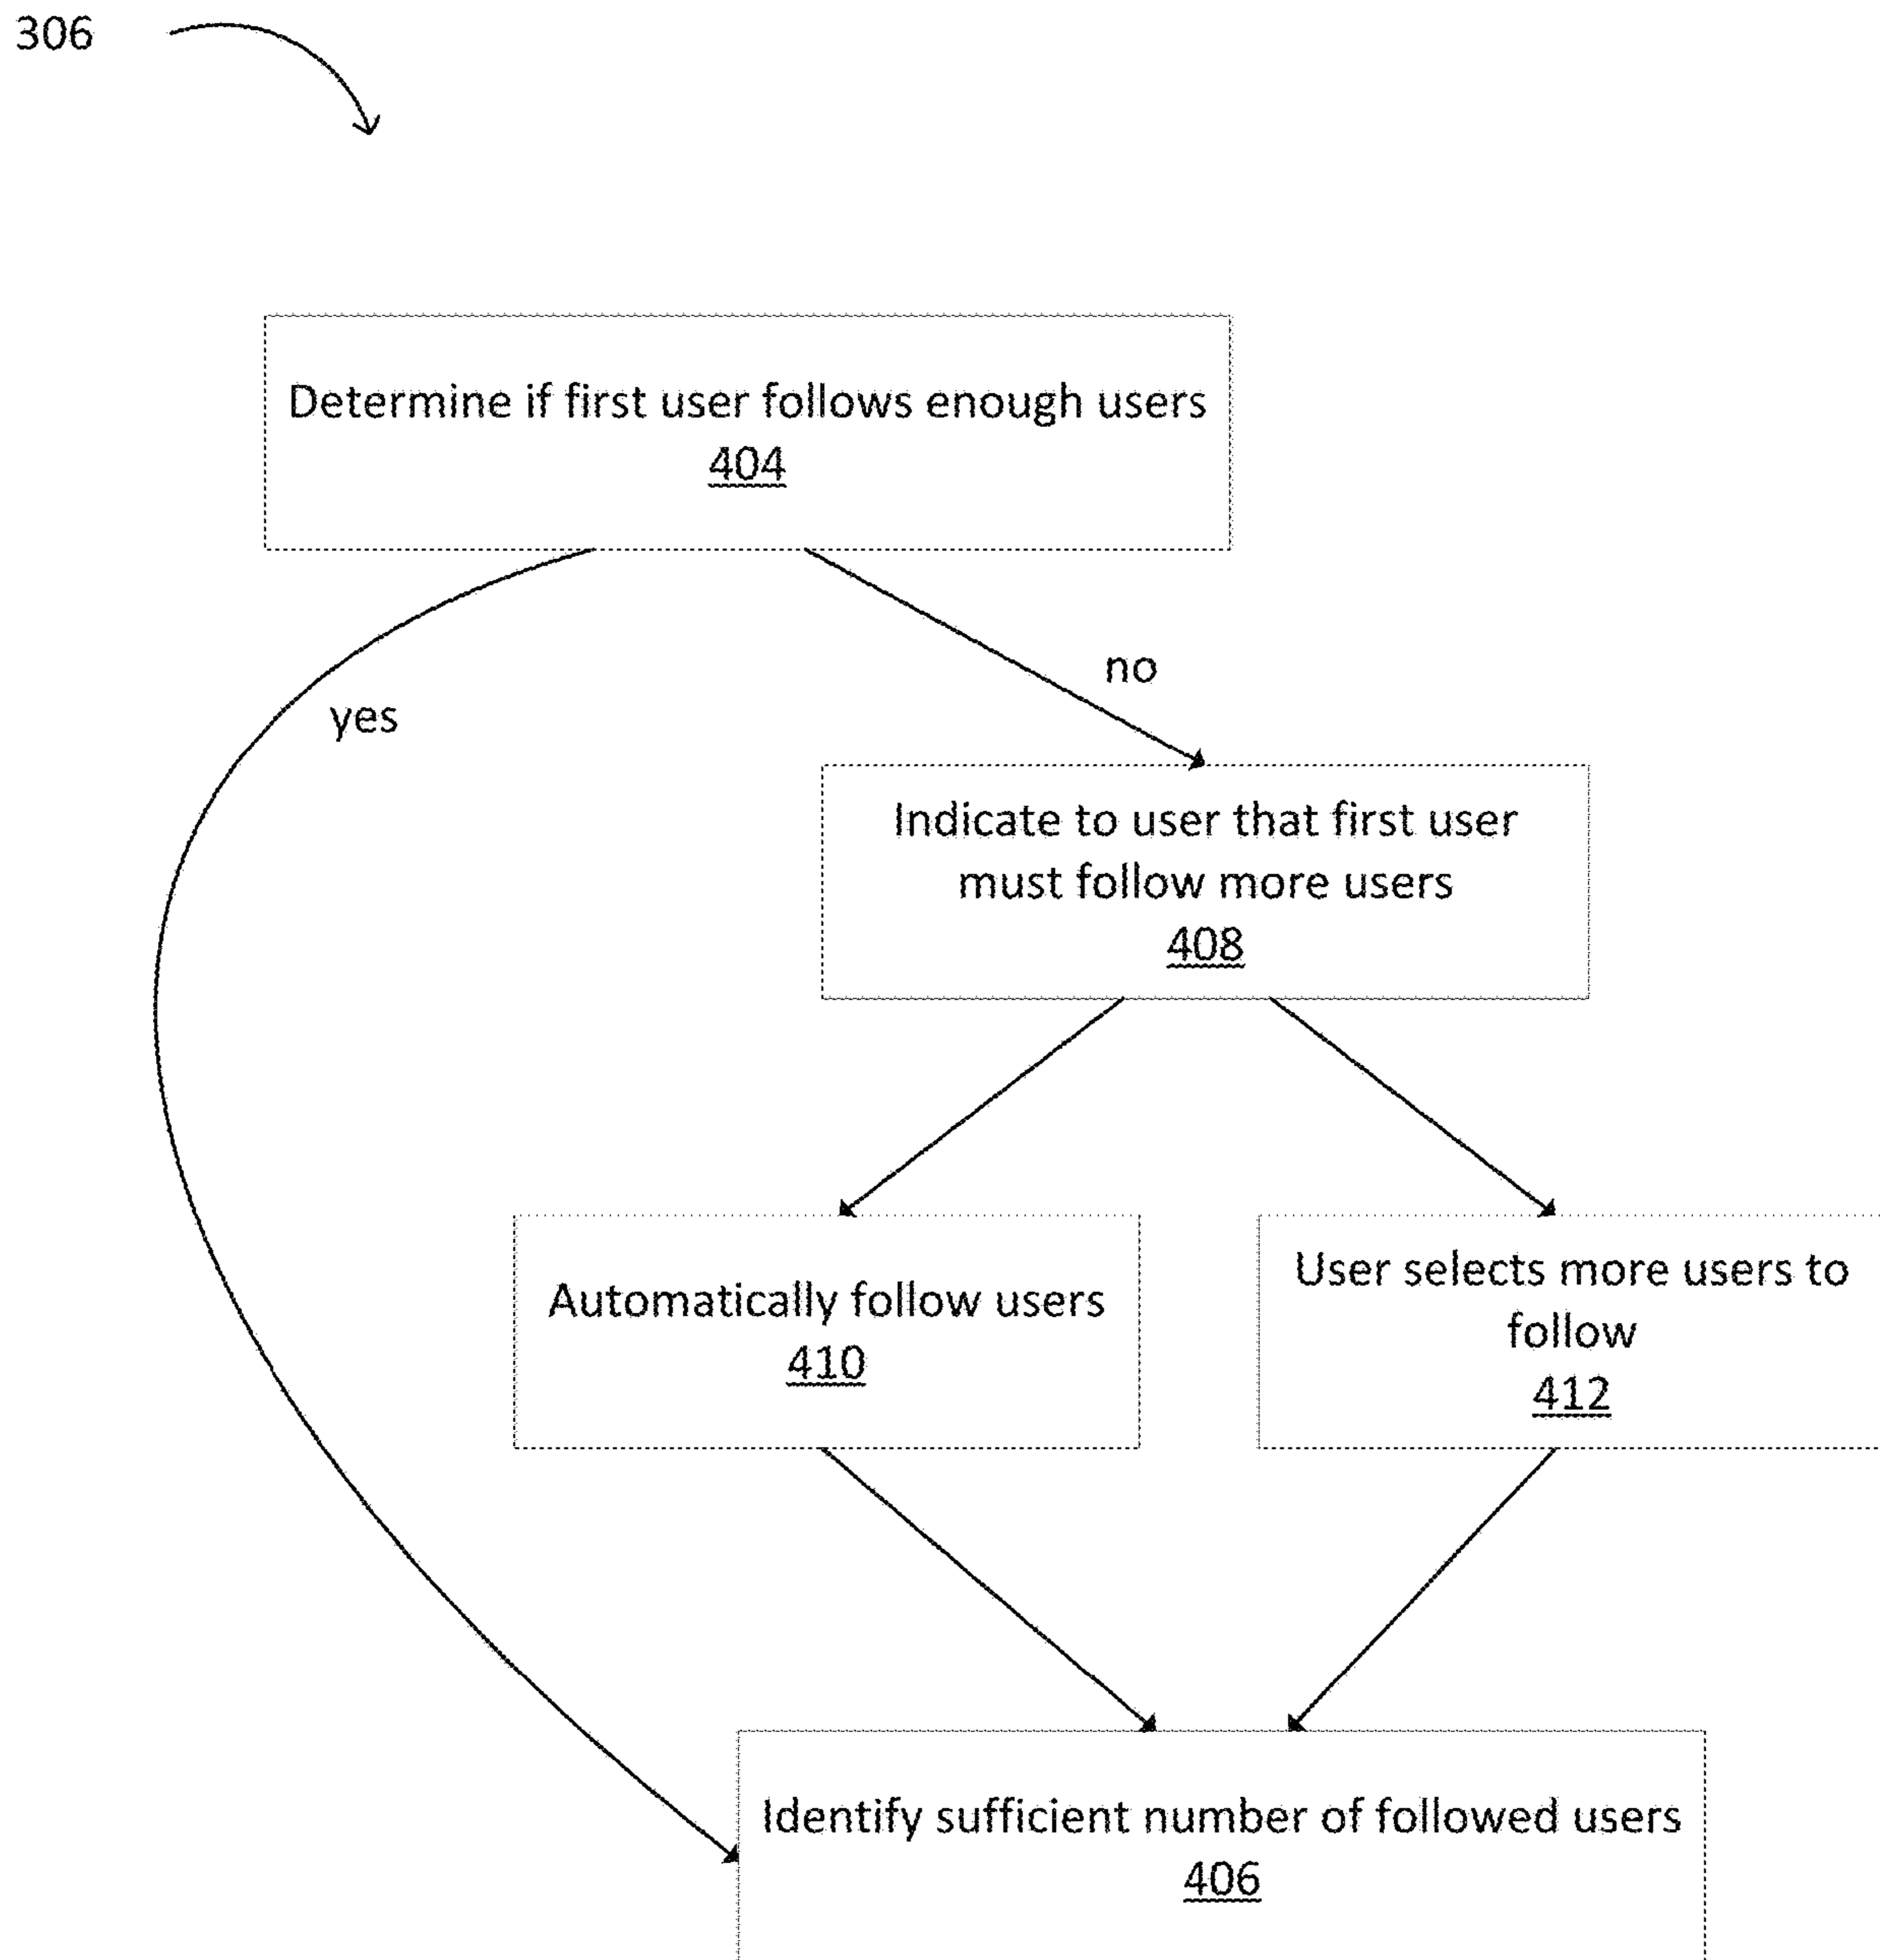 306
Determine if first user follows enough users
404
no
yes
Indicate to user that first user
must follow more users
408
Automatically follow users
410
User selects more users to
follow
412
Identify sufficient number of followed users
406